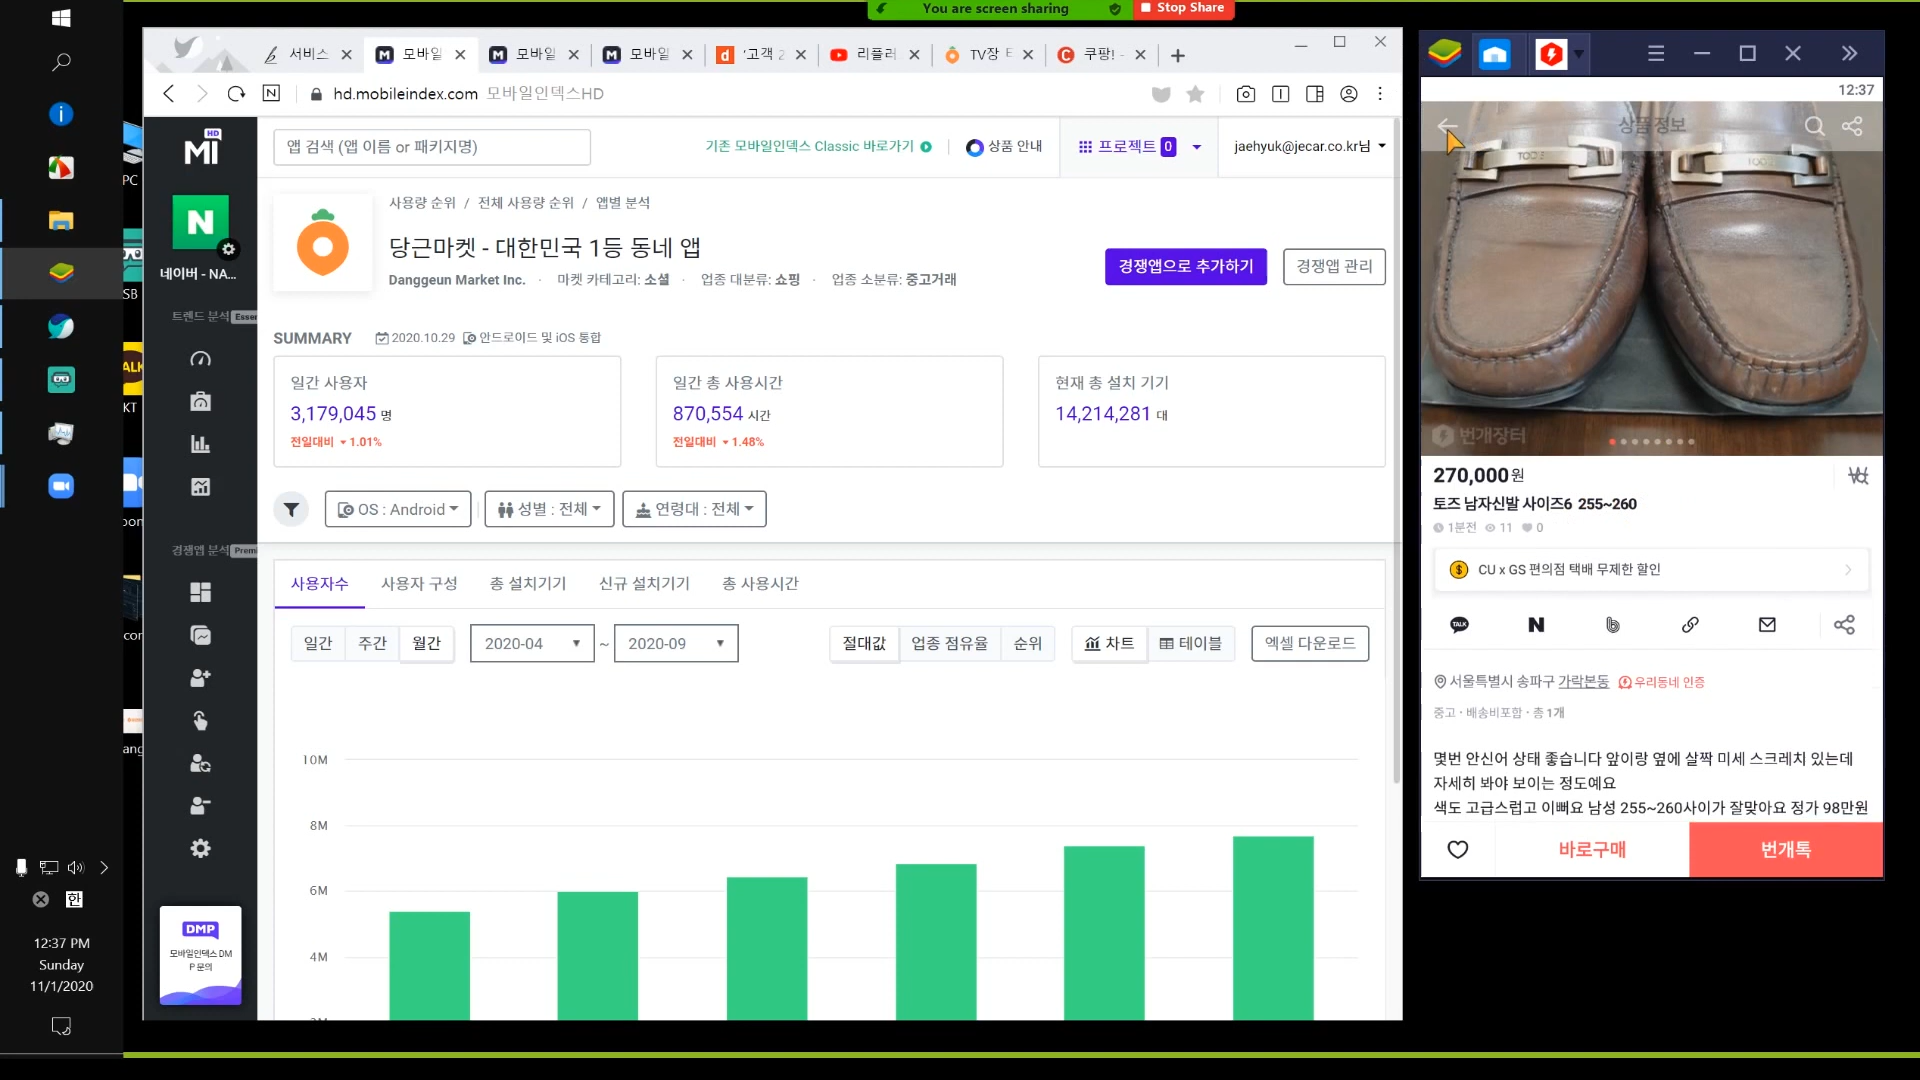 You are screen sharing
Stop Share
서비스
모바일
모바일
모바일
'고객 2
리플러
TV장
쿠팡! -
hd.mobileindex.com 모바일인덱스HD
12:37
MI HD
앱 검색 (앱 이름 or 패키지명)
기존 모바일인덱스 Classic 바로가기
상품 안내
프로젝트 0
jaehyuk@jecar.co.kr님
상품정보
사용량 순위 / 전체 사용량 순위 / 앱별 분석
당근마켓 - 대한민국 1등 동네 앱
Danggeun Market Inc. · 마켓 카테고리: 소셜 · 업종 대분류: 쇼핑 · 업종 소분류: 중고거래
경쟁앱으로 추가하기
경쟁앱 관리
N
네이버 - NA...
트렌드 분석
SUMMARY 2020.10.29 안드로이드 및 iOS 통합
일간 사용자
3,179,045 명
전일대비 ▾ 1.01%
일간 총 사용시간
870,554 시간
전일대비 ▾ 1.48%
현재 총 설치 기기
14,214,281 대
OS : Android
성별 : 전체
연령대 : 전체
경쟁앱 분석
사용자수
사용자 구성
총 설치기기
신규 설치기기
총 사용시간
일간
주간
월간
2020-04 ~ 2020-09
절대값
업종 점유율
순위
차트
테이블
엑셀 다운로드
10M
8M
6M
4M
DMP
모바일인덱스 DM
P 문의
PC
SB
KT
번개장터
270,000원
토즈 남자신발 사이즈6 255~260
1분전 11 0
CU x GS 편의점 택배 무제한 할인
TALK
N
서울특별시 송파구 가락본동 우리동네 인증
중고 · 배송비포함 · 총 1개
몇번 안신어 상태 좋습니다 앞이랑 옆에 살짝 미세 스크레치 있는데
자세히 봐야 보이는 정도예요
색도 고급스럽고 이뻐요 남성 255~260사이가 잘맞아요 정가 98만원
바로구매
번개톡
한
12:37 PM
Sunday
11/1/2020